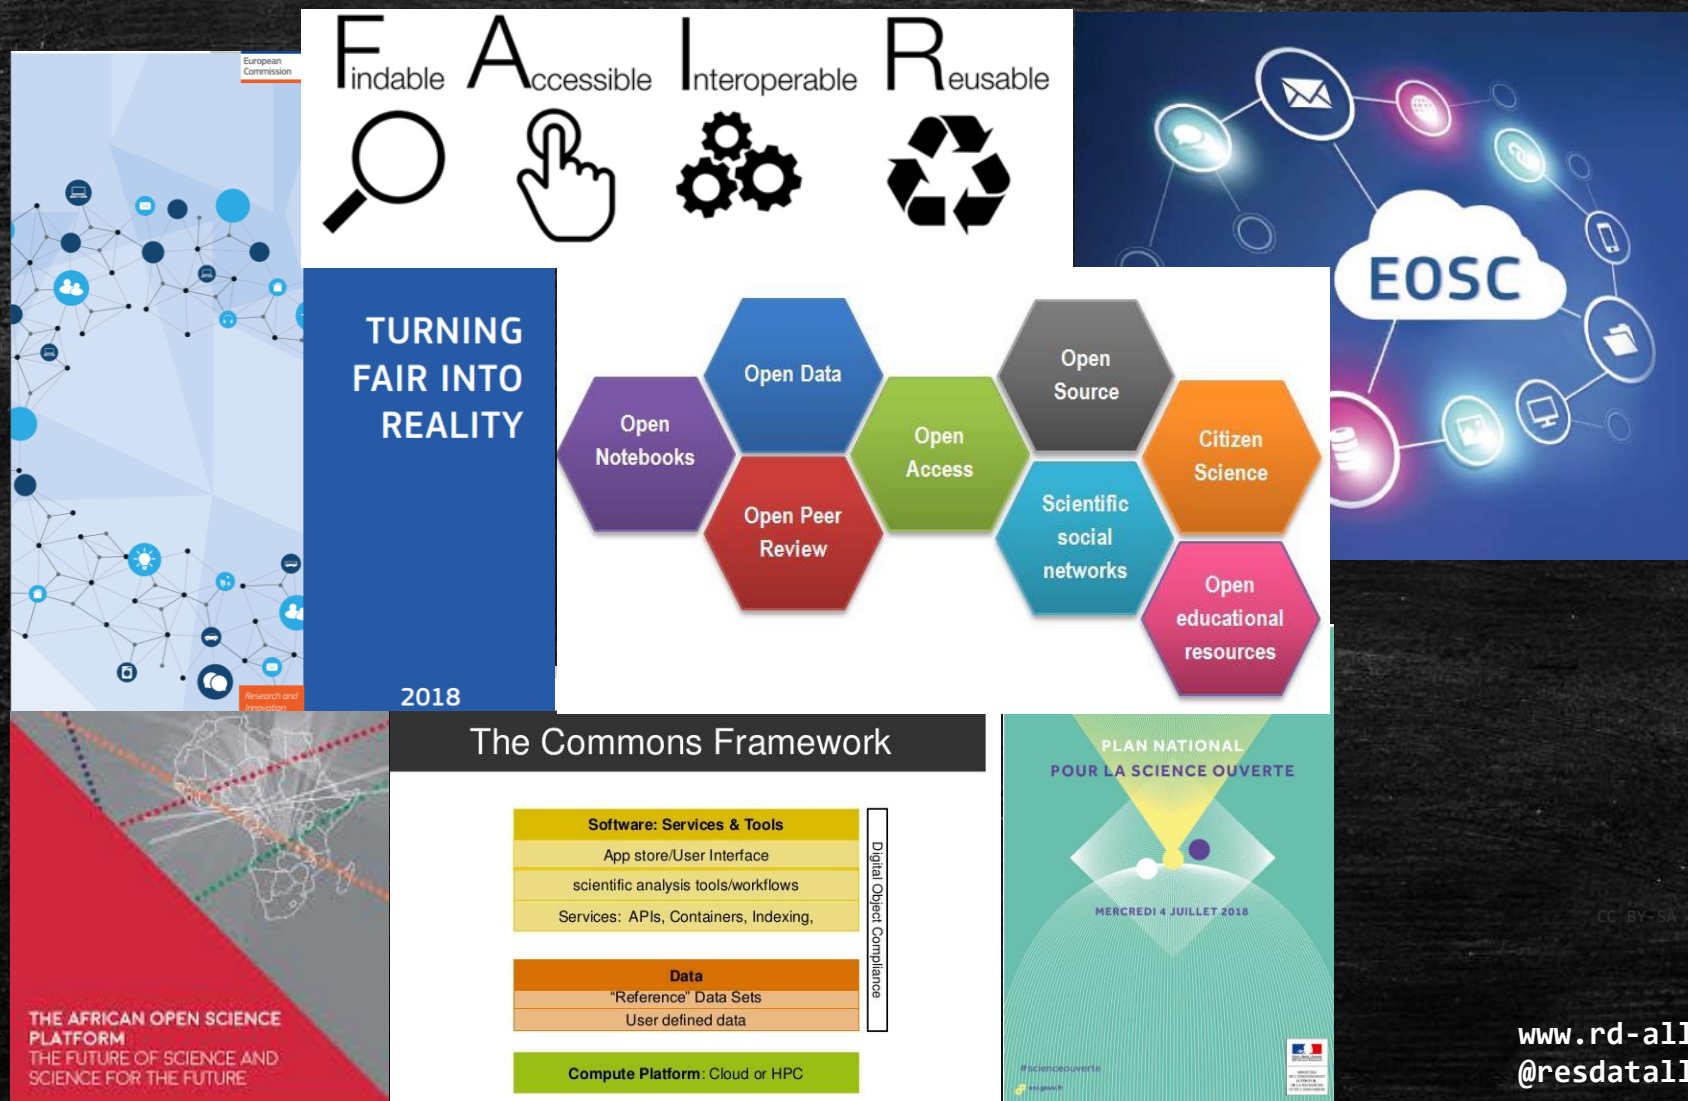 European
Commission
Findable Accessible Interoperable Reusable
EOSC
TURNING
FAIR INTO
REALITY
2018
Research and
Innovation
Open
Notebooks
Open Data
Open Peer
Review
Open
Access
Open
Source
Scientific
social
networks
Citizen
Science
Open
educational
resources
THE AFRICAN OPEN SCIENCE
PLATFORM
THE FUTURE OF SCIENCE AND
SCIENCE FOR THE FUTURE
The Commons Framework
Software: Services & Tools
App store/User Interface
scientific analysis tools/workflows
Services: APIs, Containers, Indexing,
Data
"Reference" Data Sets
User defined data
Compute Platform: Cloud or HPC
Digital Object Compliance
PLAN NATIONAL
POUR LA SCIENCE OUVERTE
MERCREDI 4 JUILLET 2018
#scienceouverte
CC BY-SA
www.rd-all
@resdatall